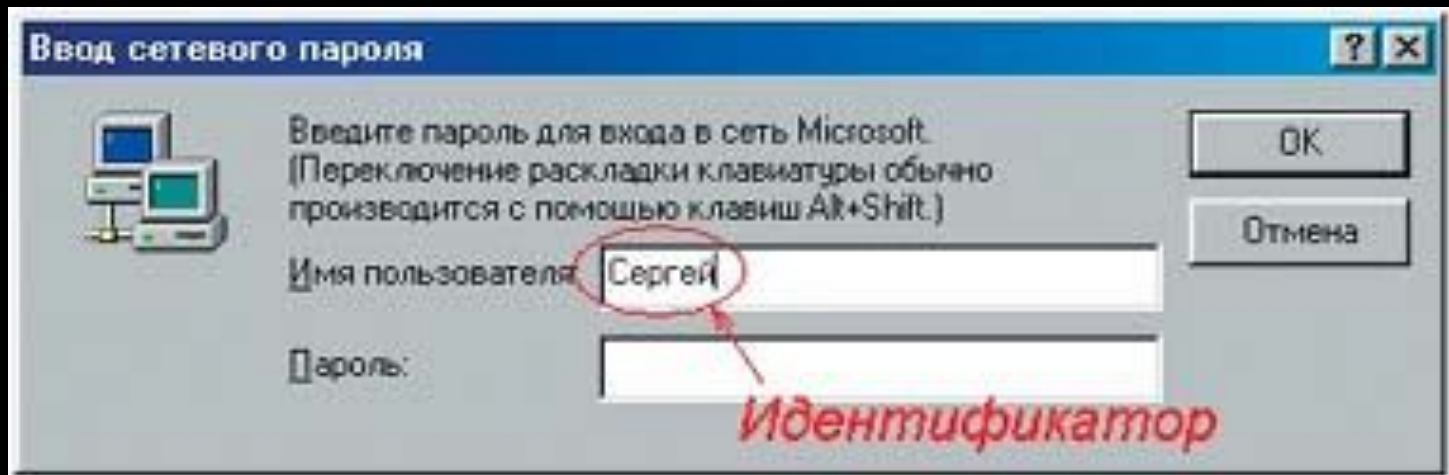 Ввод сетевого пароля
Введите пароль для входа в сеть Microsoft.
(Переключение раскладки клавиатуры обычно
производится с помощью клавиш Alt+Shift.)
Имя пользователя: Сергей
Пароль:
OK
Отмена
Идентификатор